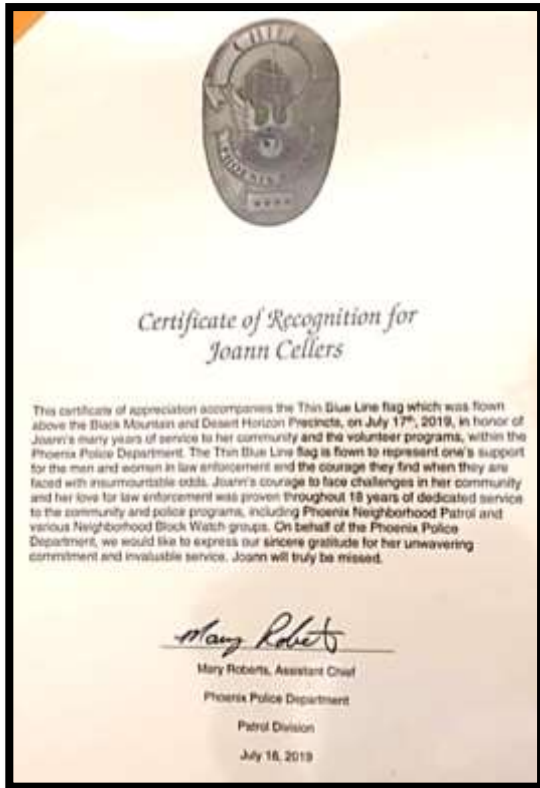 CHIEF
PHOENIX
Certificate of Recognition for
Joann Cellers
This certificate of appreciation accompanies the Thin Blue Line flag which was flown
above the Black Mountain and Desert Horizon Precincts, on July 17th, 2019, in honor of
Joann's many years of service to her community and the volunteer programs, within the
Phoenix Police Department. The Thin Blue Line flag is flown to represent one's support
for the men and women in law enforcement and the courage they find when they are
faced with insurmountable odds. Joann's courage to face challenges in her community
and her love for law enforcement was proven throughout 18 years of dedicated service
to the community and police programs, including Phoenix Neighborhood Patrol and
various Neighborhood Block Watch groups. On behalf of the Phoenix Police
Department, we would like to express our sincere gratitude for her unwavering
commitment and invaluable service. Joann will truly be missed.
Mary Roberts
Mary Roberts, Assistant Chief
Phoenix Police Department
Patrol Division
July 18, 2019